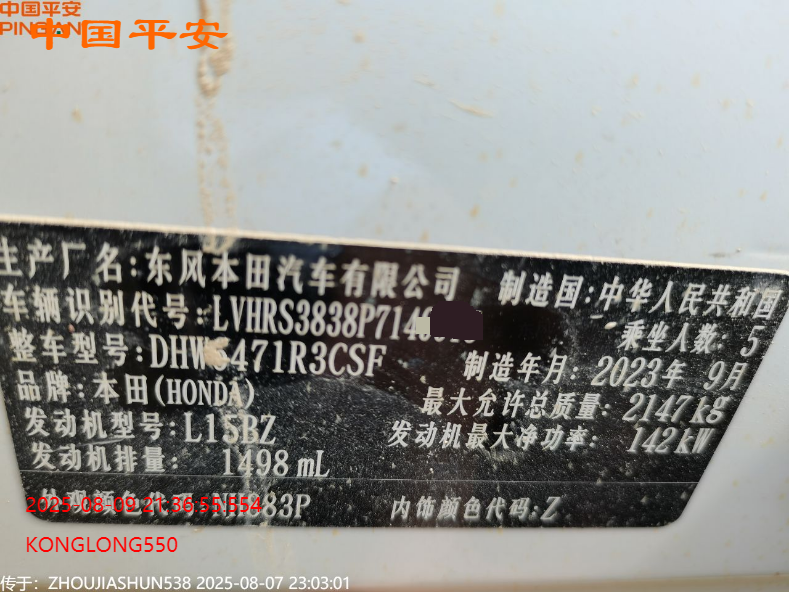 中国平安
PINGAN
中国平安
生产厂名:东风本田汽车有限公司 制造国:中华人民共和国
车辆识别代号:LVHRS3838P714 乘坐人数: 5
整车型号:DHW6471R3CSF 制造年月: 2023年 9月
品牌:本田(HONDA) 最大允许总质量: 2147kg
发动机型号:L15BZ 发动机最大净功率: 142kW
发动机排量: 1498 mL
83P 内饰颜色代码:Z
2025-08-09 21:36:55.554
KONGLONG550
传于: ZHOUJIASHUN538 2025-08-07 23:03:01